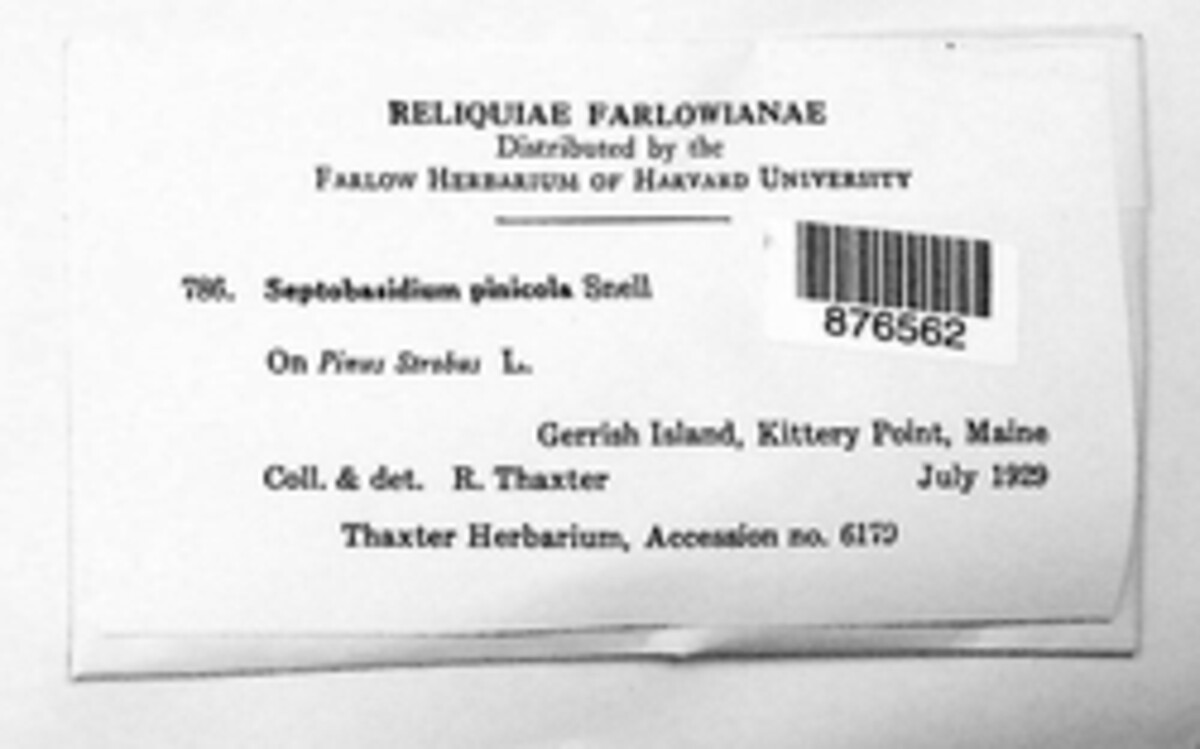 RELIQUIAE FARLOWIANAE
Distributed by the
FARLOW HERBARIUM OF HARVARD UNIVERSITY
786. Septobasidium pinicola Snell
876562
On Pinus Strobus L.
Gerrish Island, Kittery Point, Maine
Coll. & det. R. Thaxter July 1929
Thaxter Herbarium, Accession no. 6179